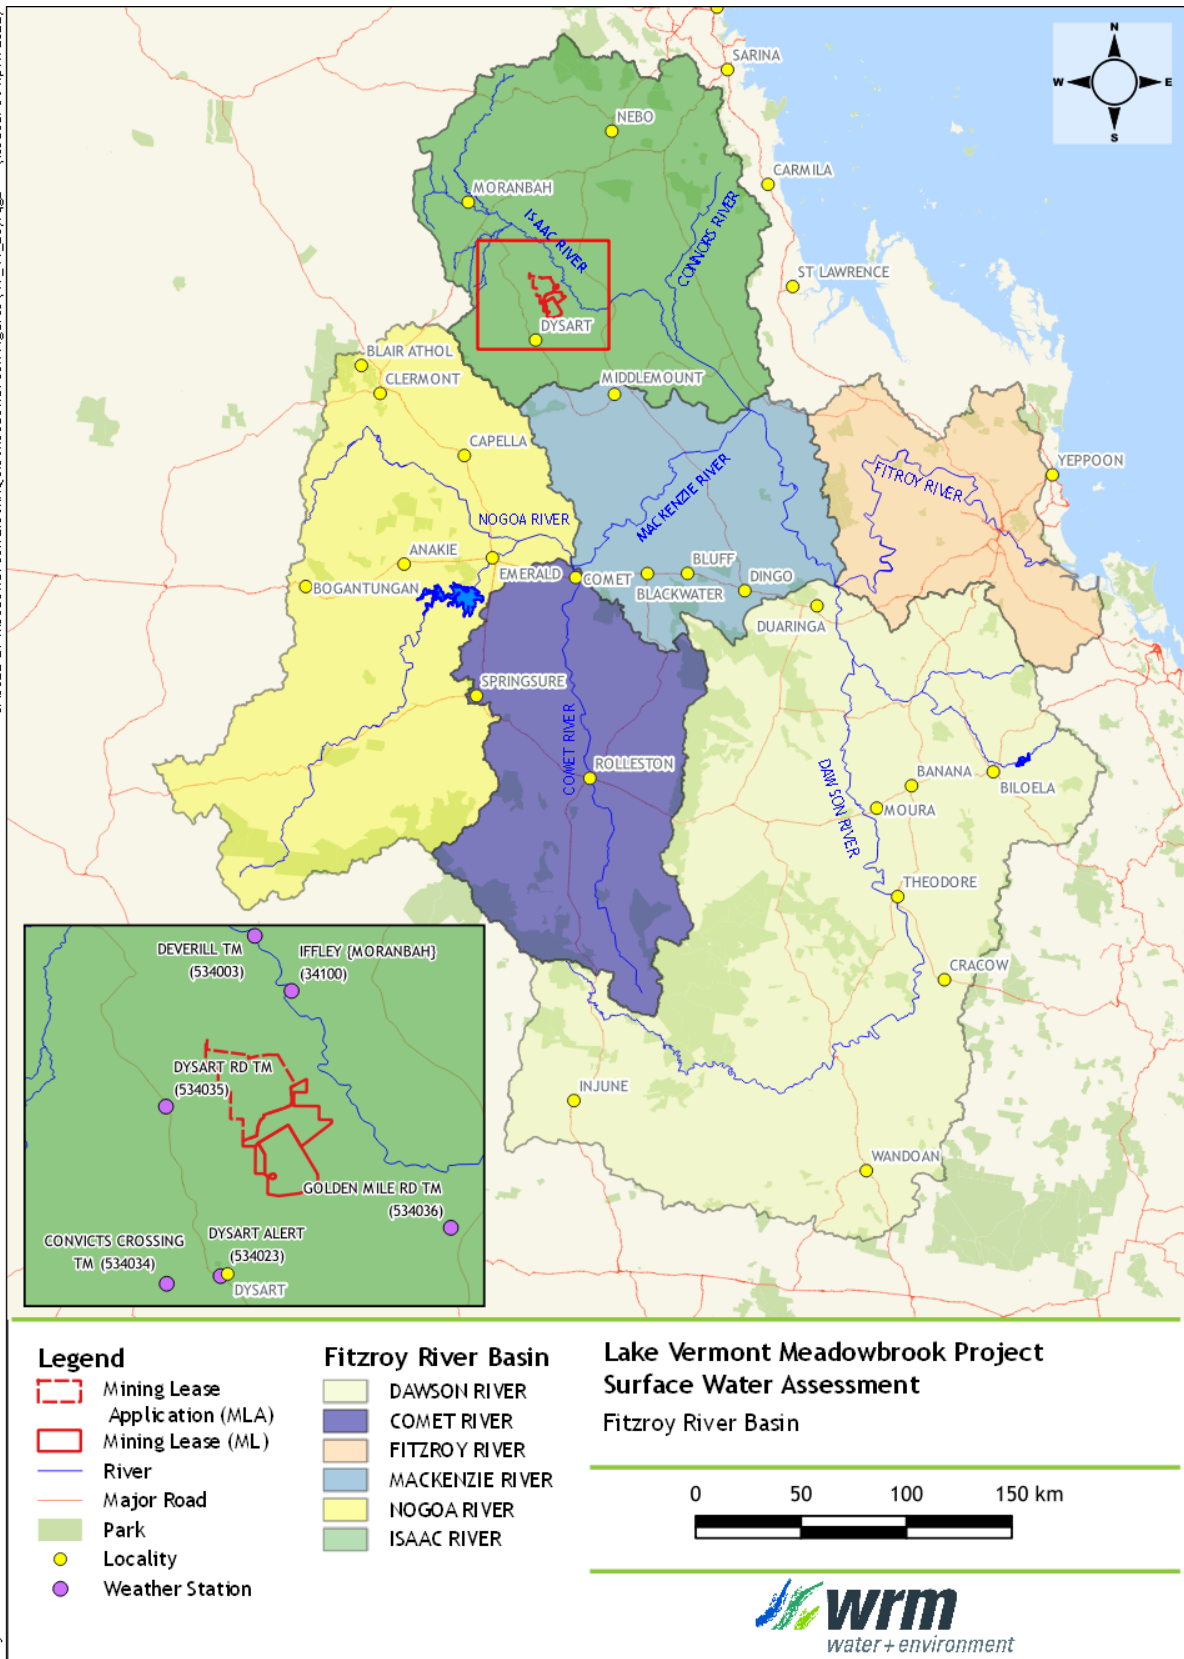 SARINA
N
W
E
S
NEBO
CARMILA
MORANBAH
ISAAC RIVER
CONNORS RIVER
ST LAWRENCE
DYSART
BLAIR ATHOL
CLERMONT
MIDDLEMOUNT
CAPELLA
YEPPOON
FITROY RIVER
MACKENZIE RIVER
NOGOA RIVER
ANAKIE
EMERALD
COMET
BLUFF
BLACKWATER
DINGO
BOGANTUNGAN
DUARINGA
SPRINGSURE
COMET RIVER
ROLLESTON
DAWSON RIVER
BANANA
BILOELA
MOURA
THEODORE
CRACOW
INJUNE
WANDOAN
DEVERILL TM
(534003)
IFFLEY {MORANBAH}
(34100)
DYSART RD TM
(534035)
GOLDEN MILE RD TM
(534036)
CONVICTS CROSSING
TM (534034)
DYSART ALERT
(534023)
DYSART
Legend
Mining Lease
Application (MLA)
Mining Lease (ML)
River
Major Road
Park
Locality
Weather Station
Fitzroy River Basin
DAWSON RIVER
COMET RIVER
FITZROY RIVER
MACKENZIE RIVER
NOGOA RIVER
ISAAC RIVER
Lake Vermont Meadowbrook Project
Surface Water Assessment
Fitzroy River Basin
0 50 100 150 km
wrm
water + environment